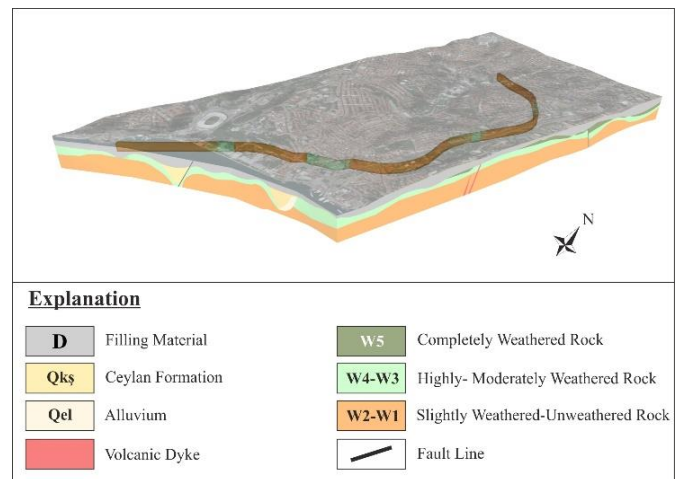 N
Explanation
D Filling Material
Qkş Ceylan Formation
Qel Alluvium
Volcanic Dyke
W5 Completely Weathered Rock
W4-W3 Highly- Moderately Weathered Rock
W2-W1 Slightly Weathered-Unweathered Rock
Fault Line